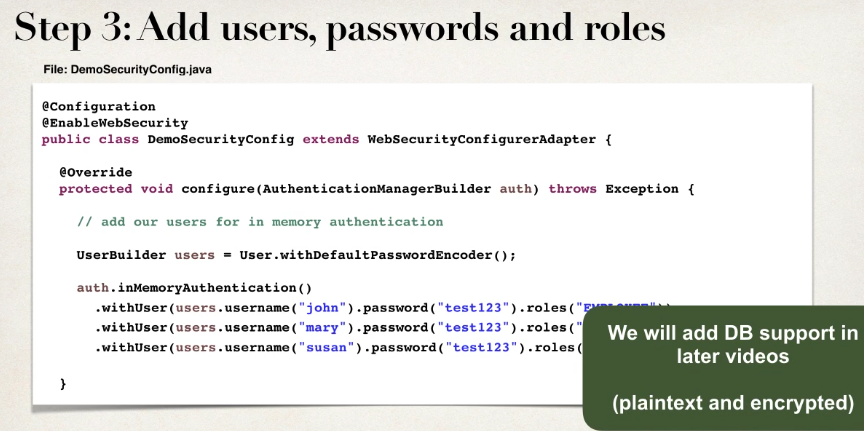 Step 3: Add users, passwords and roles
File: DemoSecurityConfig.java
@Configuration
@EnableWebSecurity
public class DemoSecurityConfig extends WebSecurityConfigurerAdapter {
@Override
protected void configure(AuthenticationManagerBuilder auth) throws Exception {
// add our users for in memory authentication
UserBuilder users = User.withDefaultPasswordEncoder();
auth.inMemoryAuthentication()
.withUser(users.username("john").password("test123").roles("EMPLOYEE"))
.withUser(users.username("mary").password("test123").roles("
.withUser(users.username("susan").password("test123").roles(
}
We will add DB support in
later videos
(plaintext and encrypted)